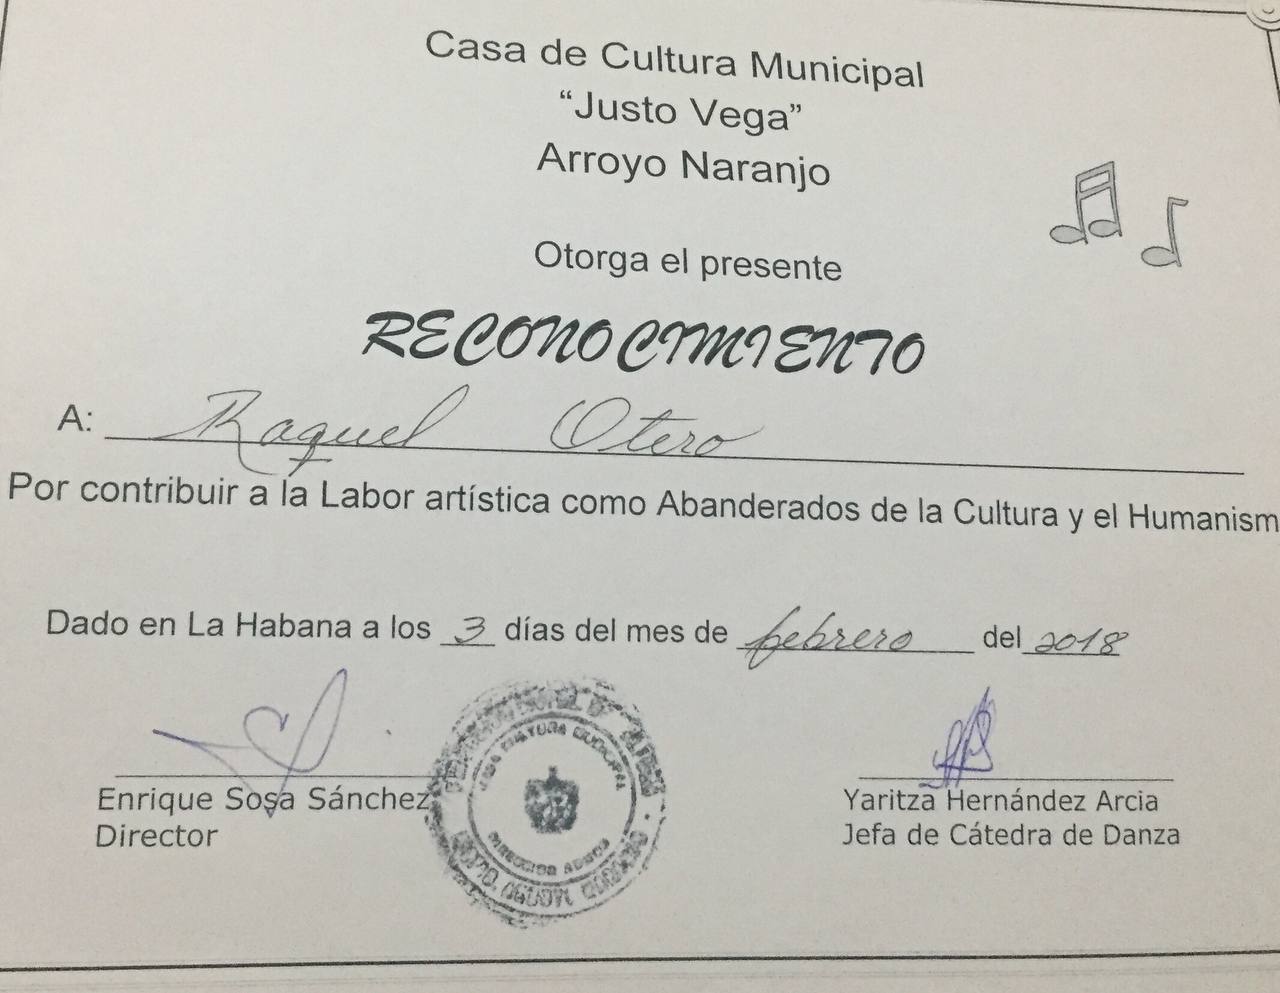 Casa de Cultura Municipal
“Justo Vega”
Arroyo Naranjo
Otorga el presente
RECONOCIMIENTO
A: Raquel Otero
Por contribuir a la Labor artística como Abanderados de la Cultura y el Humanism
Dado en La Habana a los 3 días del mes de febrero del 2018
Enrique Sosa Sánchez
Director
Yaritza Hernández Arcia
Jefa de Cátedra de Danza